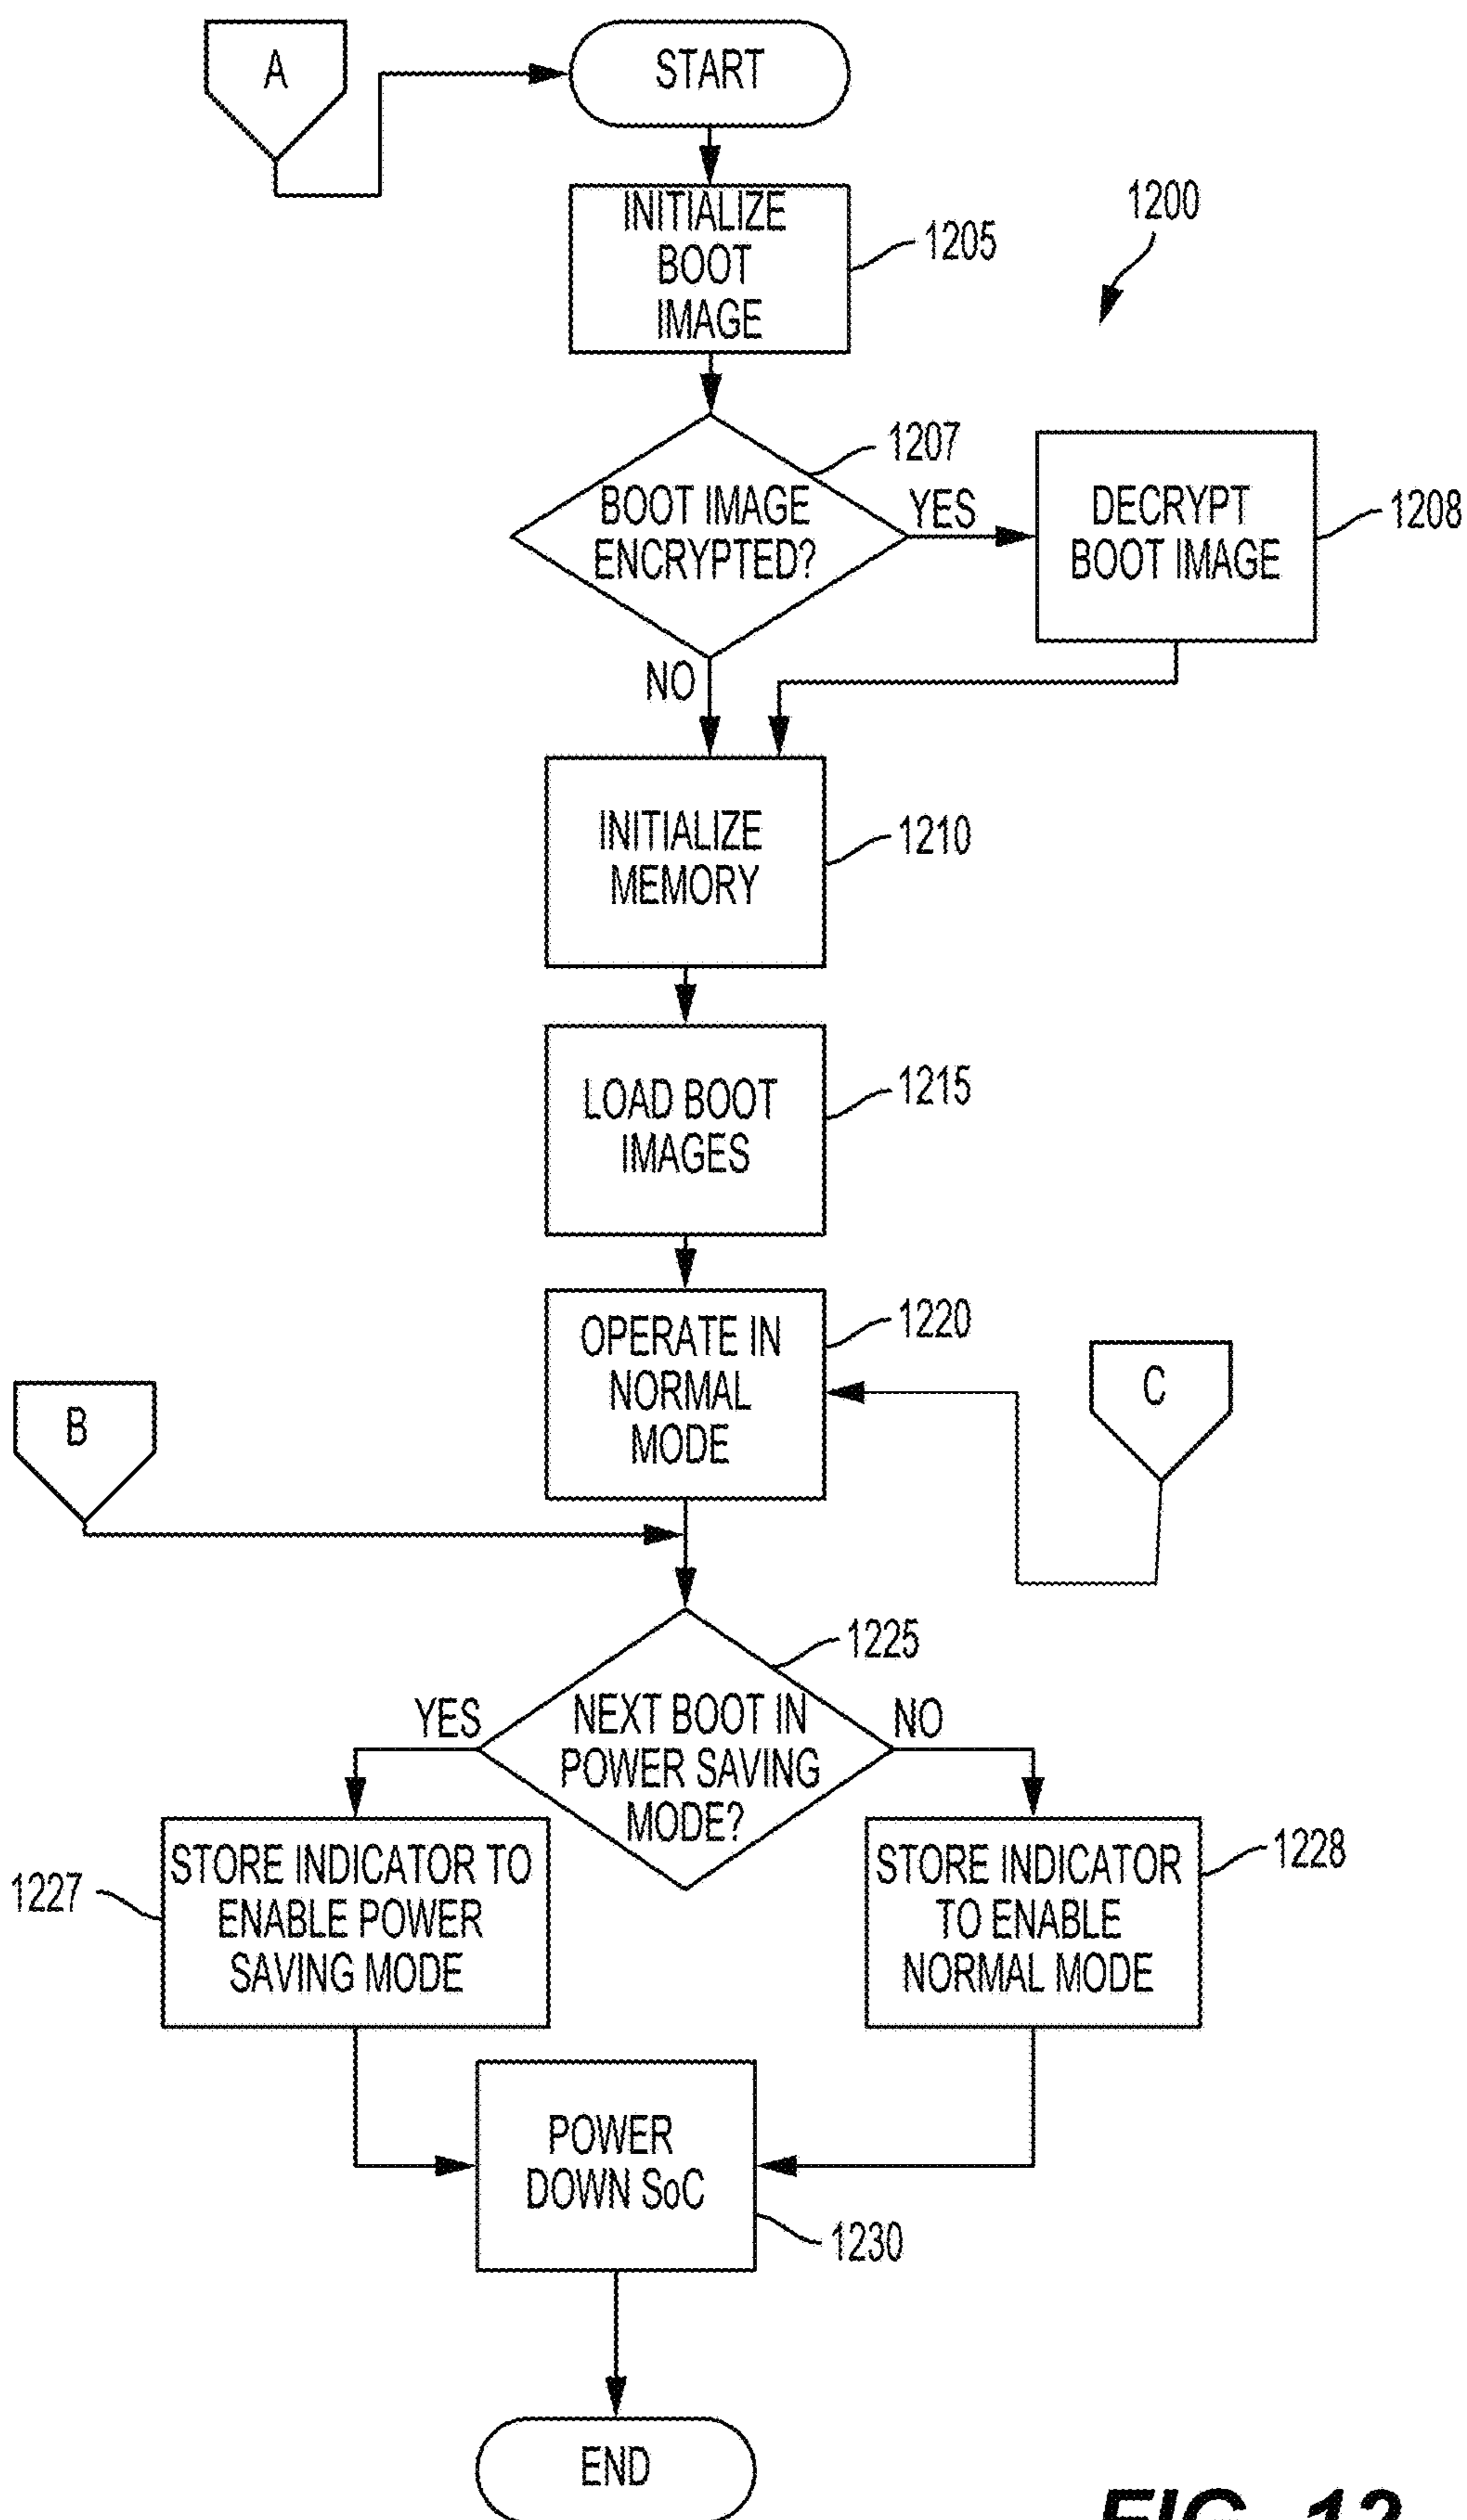 A
START
INITIALIZE
BOOT
IMAGE
1205
1200
1207
BOOT IMAGE
ENCRYPTED?
YES
DECRYPT
BOOT IMAGE
1208
NO
INITIALIZE
MEMORY
1210
LOAD BOOT
IMAGES
1215
OPERATE IN
NORMAL
MODE
1220
C
B
1225
YES
NEXT BOOT IN
POWER SAVING
MODE?
NO
1227
STORE INDICATOR TO
ENABLE POWER
SAVING MODE
STORE INDICATOR
TO ENABLE
NORMAL MODE
1228
POWER
DOWN SoC
1230
END
FIG. 12